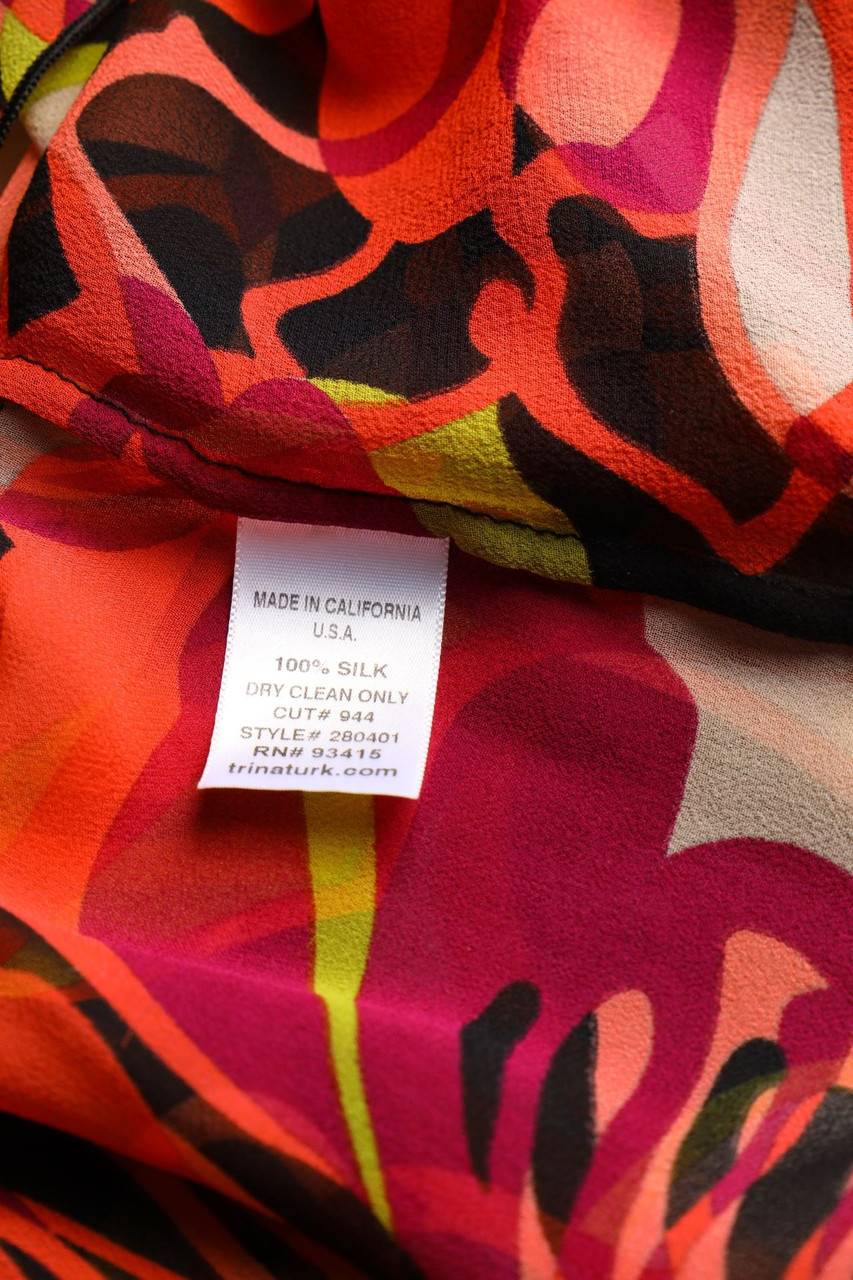 MADE IN CALIFORNIA
U.S.A.
100% SILK
DRY CLEAN ONLY
CUT# 944
STYLE# 280401
RN# 93415
trinaturk.com